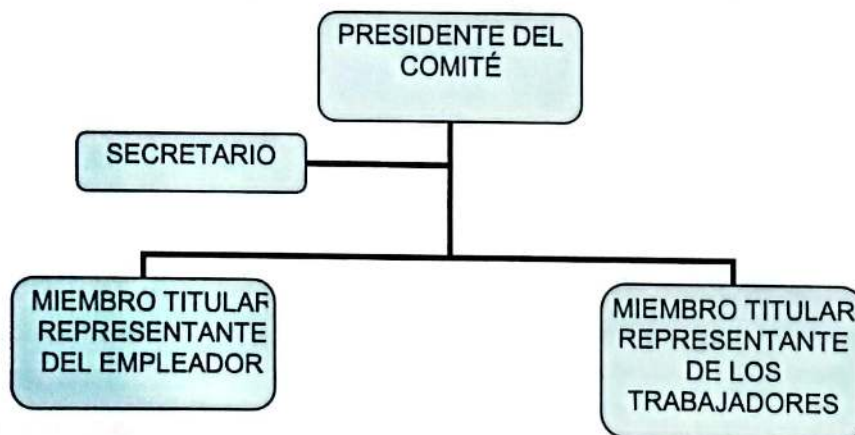 PRESIDENTE DEL
COMITÉ
SECRETARIO
MIEMBRO TITULAR
REPRESENTANTE
DEL EMPLEADOR
MIEMBRO TITULAR
REPRESENTANTE
DE LOS
TRABAJADORES